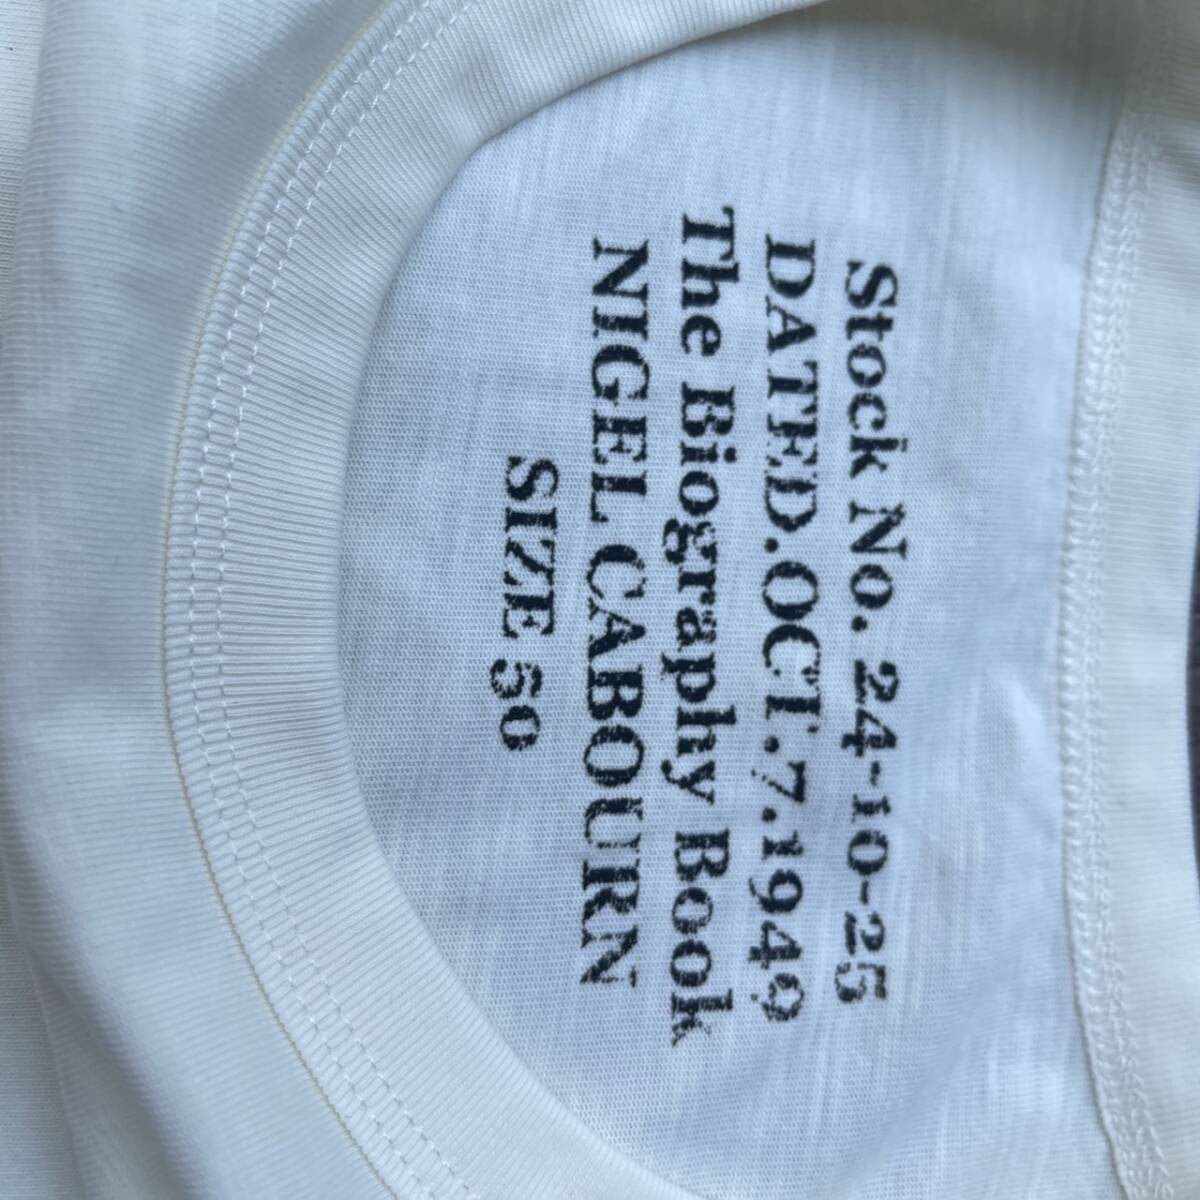 Stock No. 24-10-25
DATED.OCT.7.1949
The Biography Book
NIGEL CABOURN
SIZE 50